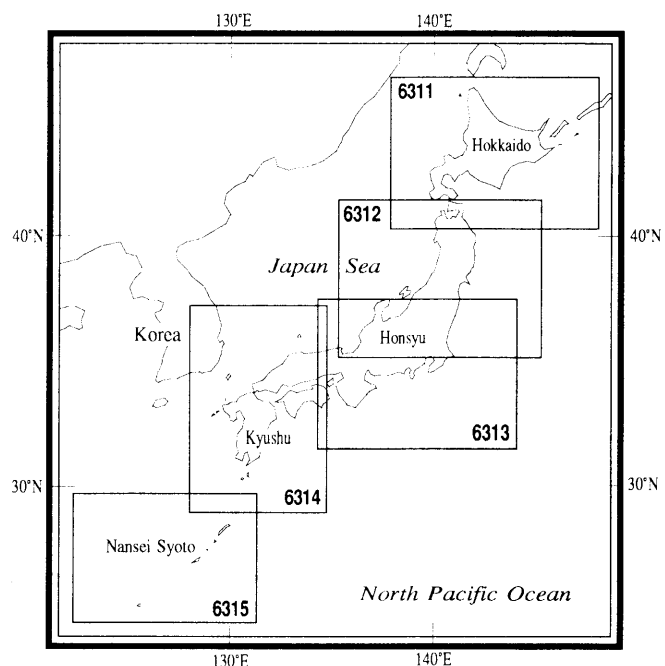 130°E 140°E
6311
Hokkaido
6312
40°N 40°N
Japan Sea
Korea
Honsyu
Kyushu
6313
30°N 30°N
6314
Nansei Syoto
North Pacific Ocean
6315
130°E 140°E